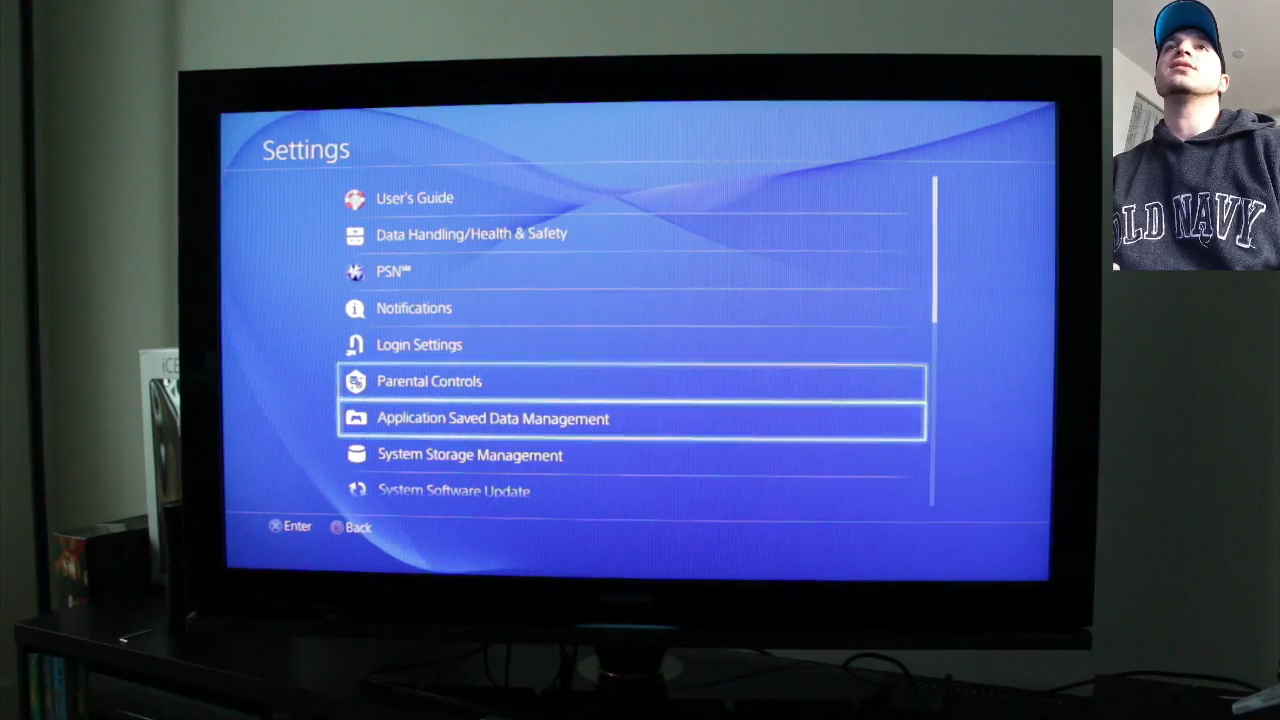 Settings
User's Guide
Data Handling/Health & Safety
PSN℠
Notifications
Login Settings
Parental Controls
Application Saved Data Management
System Storage Management
System Software Update
Enter Back
OLD NAVY